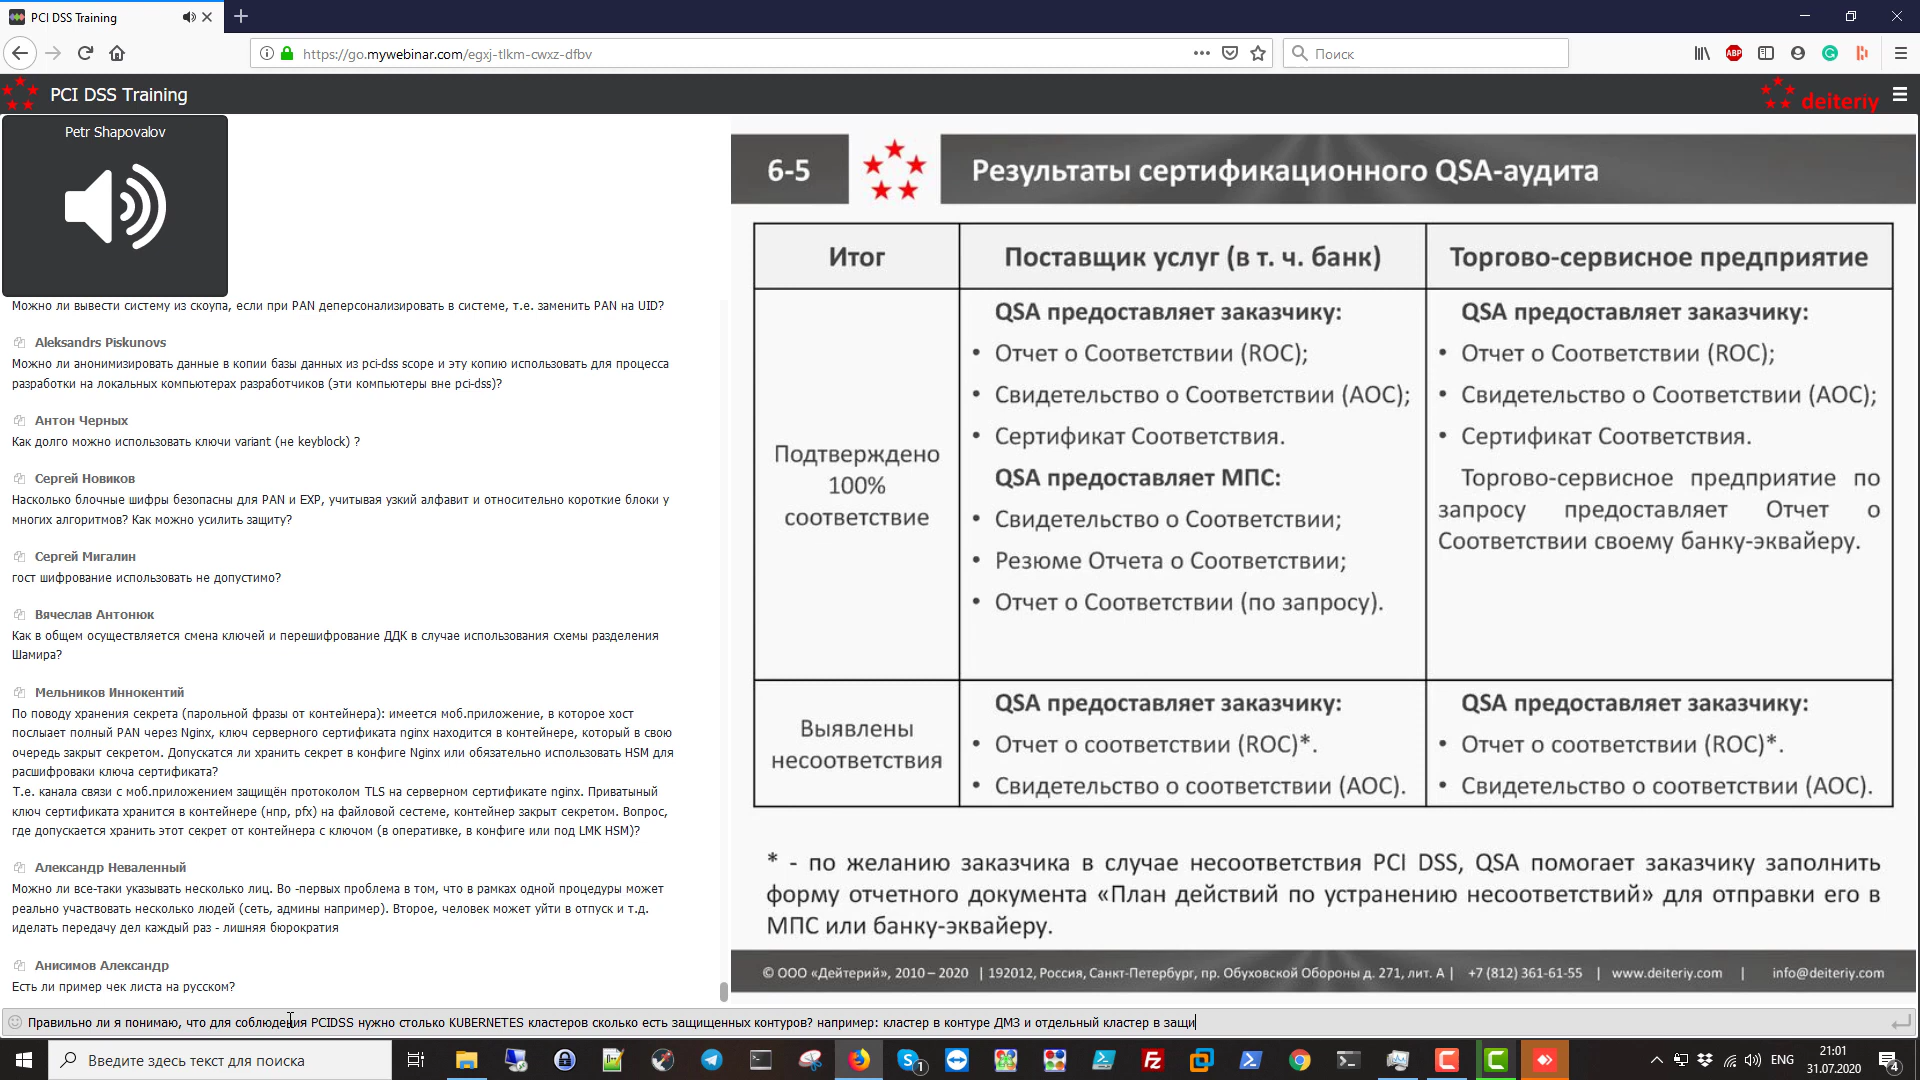 PCI DSS Training
https://go.mywebinar.com/egxj-tlkm-cwxz-dfbv
Поиск
ABP
PCI DSS Training
deiteriy
Petr Shapovalov
Можно ли вывести систему из скоупа, если при PAN деперсонализировать в системе, т.е. заменить PAN на UID?
Aleksandrs Piskunovs
Можно ли анонимизировать данные в копии базы данных из pci-dss scope и эту копию использовать для процесса
разработки на локальных компьютерах разработчиков (эти компьютеры вне pci-dss)?
Антон Черных
Как долго можно использовать ключи variant (не keyblock) ?
Сергей Новиков
Насколько блочные шифры безопасны для PAN и EXP, учитывая узкий алфавит и относительно короткие блоки у
многих алгоритмов? Как можно усилить защиту?
Сергей Мигалин
гост шифрование использовать не допустимо?
Вячеслав Антонюк
Как в общем осуществляется смена ключей и перешифрование ДДК в случае использования схемы разделения
Шамира?
Мельников Иннокентий
По поводу хранения секрета (парольной фразы от контейнера): имеется моб.приложение, в которое хост
послыает полный PAN через Nginx, ключ серверного сертификата nginx находится в контейнере, который в свою
очередь закрыт секретом. Допускатся ли хранить секрет в конфиге Nginx или обязательно использовать HSM для
расшифроваки ключа сертификата?
Т.е. канала связи с моб.приложением защищён протоколом TLS на серверном сертификате nginx. Приватыный
ключ сертификата хранится в контейнере (нпр, pfx) на файловой сестеме, контейнер закрыт секретом. Вопрос,
где допускается хранить этот секрет от контейнера с ключом (в оперативке, в конфиге или под LMK HSM)?
Александр Неваленный
Можно ли все-таки указывать несколько лиц. Во -первых проблема в том, что в рамках одной процедуры может
реально участвовать несколько людей (сеть, админы например). Второе, человек может уйти в отпуск и т.д.
иделать передачу дел каждый раз - лишняя бюрократия
Анисимов Александр
Есть ли пример чек листа на русском?
Правильно ли я понимаю, что для соблюдения PCIDSS нужно столько KUBERNETES кластеров сколько есть защищенных контуров? например: кластер в контуре ДМЗ и отдельный кластер в защи
6-5
Результаты сертификационного QSA-аудита
Итог
Поставщик услуг (в т. ч. банк)
Торгово-сервисное предприятие
Подтверждено
100%
соответствие
QSA предоставляет заказчику:
• Отчет о Соответствии (ROC);
• Свидетельство о Соответствии (AOC);
• Сертификат Соответствия.
QSA предоставляет МПС:
• Свидетельство о Соответствии;
• Резюме Отчета о Соответствии;
• Отчет о Соответствии (по запросу).
QSA предоставляет заказчику:
• Отчет о Соответствии (ROC);
• Свидетельство о Соответствии (AOC);
• Сертификат Соответствия.
Торгово-сервисное предприятие по
запросу предоставляет Отчет о
Соответствии своему банку-эквайеру.
Выявлены
несоответствия
QSA предоставляет заказчику:
• Отчет о соответствии (ROC)*.
• Свидетельство о соответствии (AOC).
QSA предоставляет заказчику:
• Отчет о соответствии (ROC)*.
• Свидетельство о соответствии (AOC).
* - по желанию заказчика в случае несоответствия PCI DSS, QSA помогает заказчику заполнить
форму отчетного документа «План действий по устранению несоответствий» для отправки его в
МПС или банку-эквайеру.
© ООО «Дейтерий», 2010 – 2020 | 192012, Россия, Санкт-Петербург, пр. Обуховской Обороны д. 271, лит. А | +7 (812) 361-61-55 | www.deiteriy.com | info@deiteriy.com
Введите здесь текст для поиска
ENG
21:01
31.07.2020
4